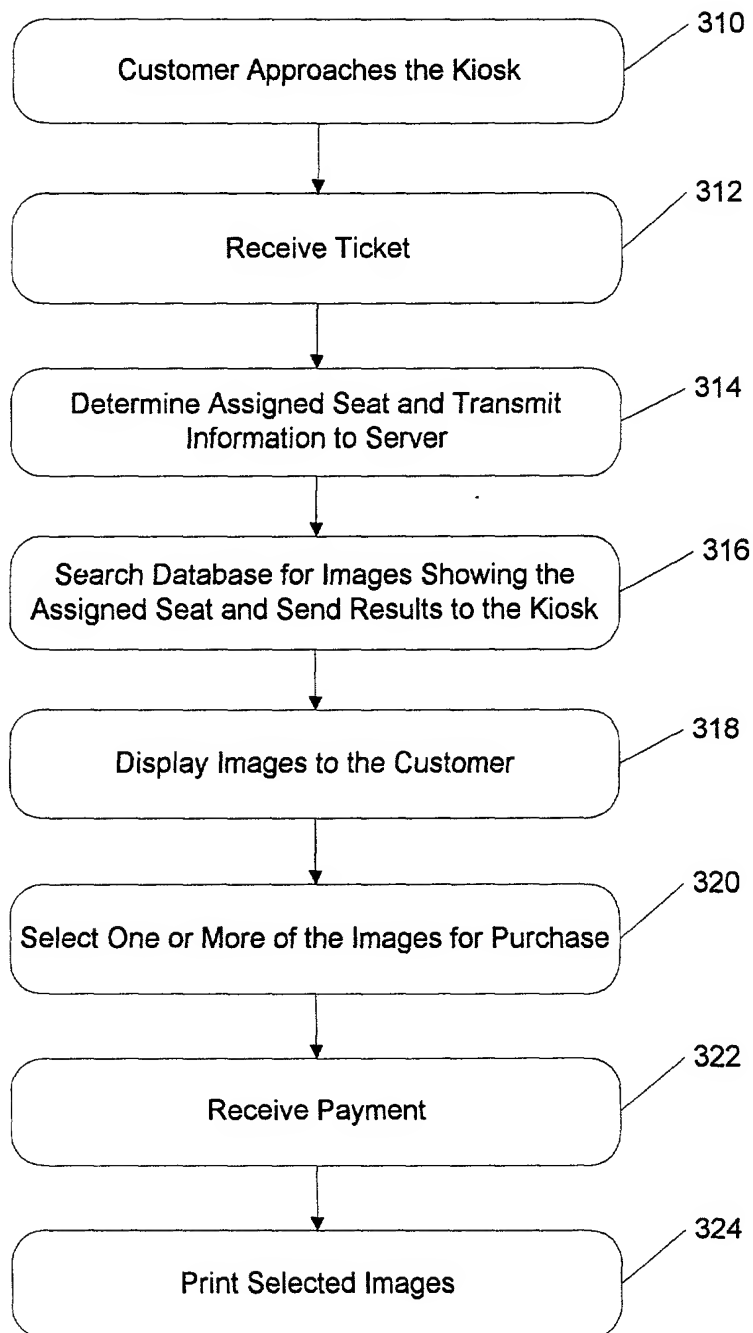 310
Customer Approaches the Kiosk
312
Receive Ticket
314
Determine Assigned Seat and Transmit
Information to Server
316
Search Database for Images Showing the
Assigned Seat and Send Results to the Kiosk
318
Display Images to the Customer
320
Select One or More of the Images for Purchase
322
Receive Payment
324
Print Selected Images